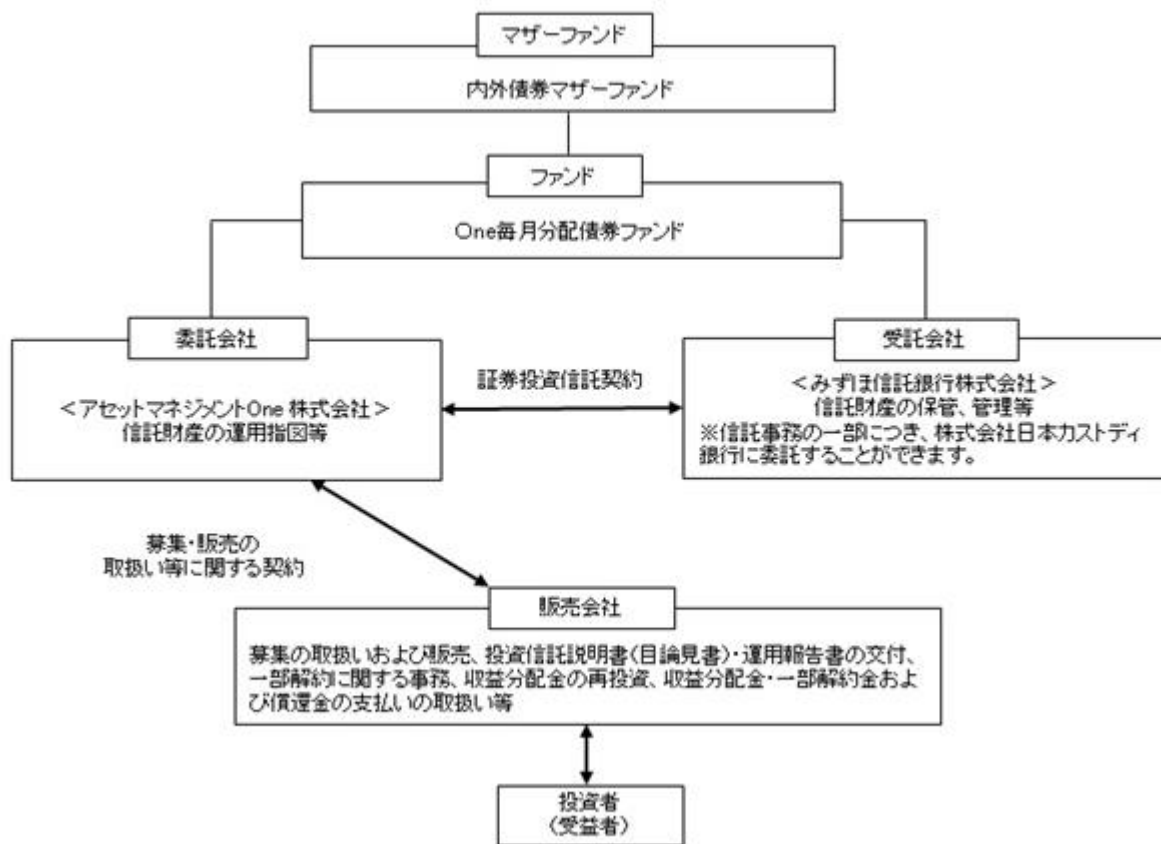 マザーファンド
内外債券マザーファンド
ファンド
One毎月分配債券ファンド
委託会社
<アセットマネジメントOne 株式会社>
信託財産の運用指図等
証券投資信託契約
受託会社
<みずほ信託銀行株式会社>
信託財産の保管、管理等
※信託事務の一部につき、株式会社日本カストディ
銀行に委託することができます。
募集・販売の
取扱い等に関する契約
販売会社
募集の取扱いおよび販売、投資信託説明書(目論見書)・運用報告書の交付、
一部解約に関する事務、収益分配金の再投資、収益分配金・一部解約金およ
び償還金の支払いの取扱い等
投資者
(受益者)